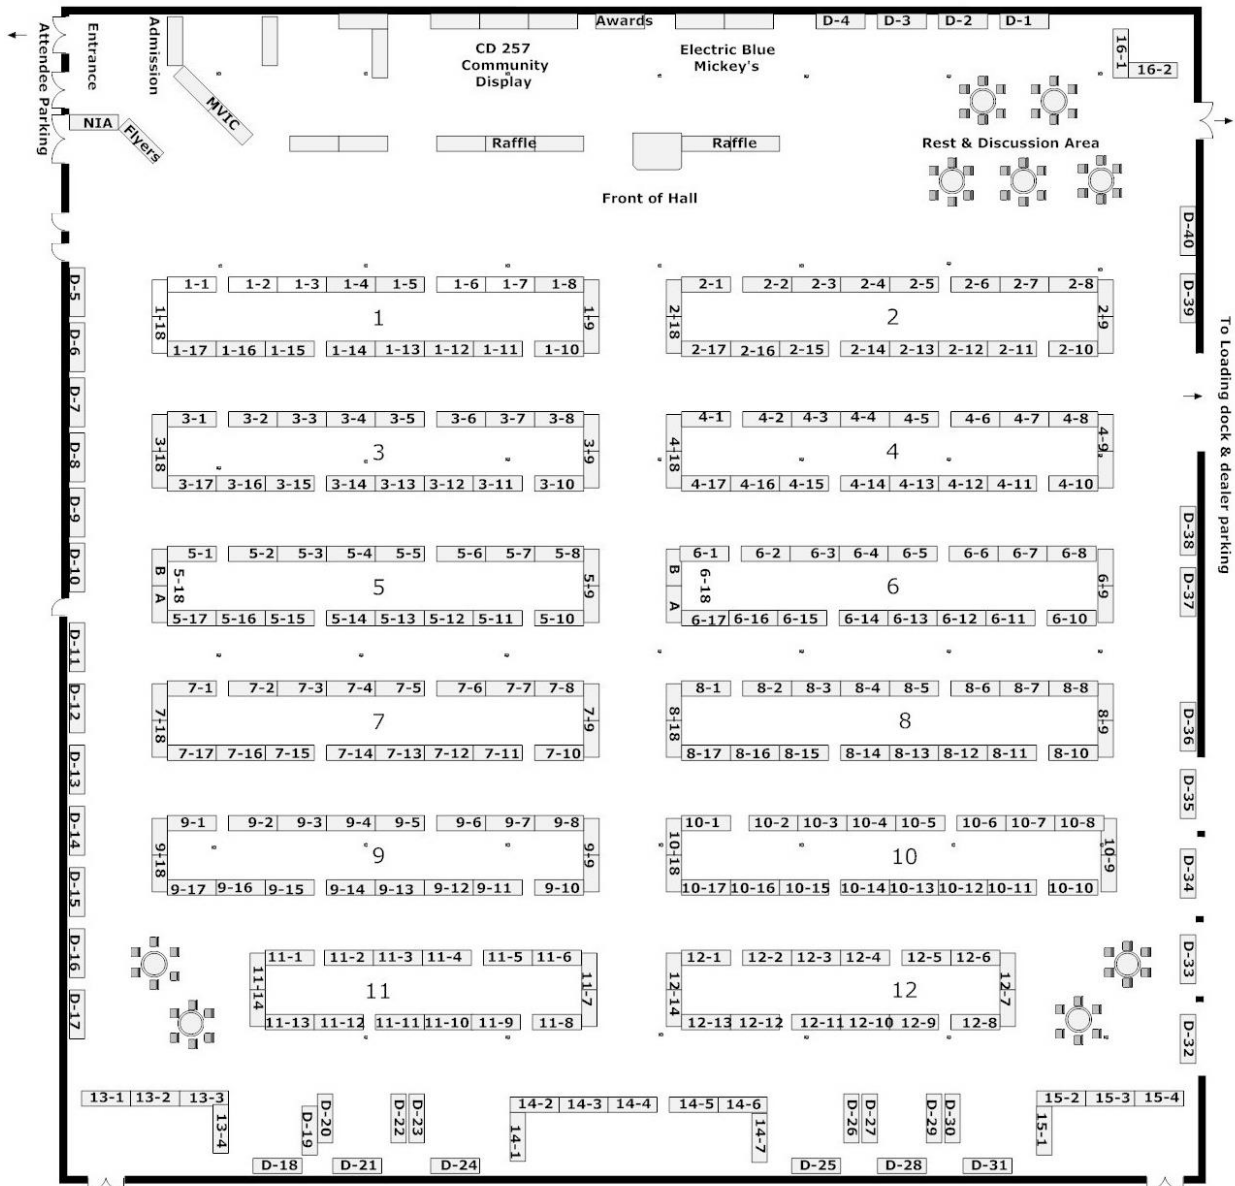 Awards
D-4 D-3 D-2 D-1
Attendee Parking
Entrance
Admission
CD 257
Community
Display
Electric Blue
Mickey's
16-1
16-2
NIA
Flyers
MVIC
Raffle
Raffle
Rest & Discussion Area
Front of Hall
D-40
D-39
To Loading dock & dealer parking
D-5
D-6
D-7
D-8
D-9
D-10
1-1 1-2 1-3 1-4 1-5 1-6 1-7 1-8
1-18 1 1-9
1-17 1-16 1-15 1-14 1-13 1-12 1-11 1-10
2-1 2-2 2-3 2-4 2-5 2-6 2-7 2-8
2-18 2 2-9
2-17 2-16 2-15 2-14 2-13 2-12 2-11 2-10
3-1 3-2 3-3 3-4 3-5 3-6 3-7 3-8
3-18 3 3-9
3-17 3-16 3-15 3-14 3-13 3-12 3-11 3-10
4-1 4-2 4-3 4-4 4-5 4-6 4-7 4-8
4-18 4 4-9
4-17 4-16 4-15 4-14 4-13 4-12 4-11 4-10
D-38
D-37
5-1 5-2 5-3 5-4 5-5 5-6 5-7 5-8
B A 5-18 5 5-9
5-17 5-16 5-15 5-14 5-13 5-12 5-11 5-10
6-1 6-2 6-3 6-4 6-5 6-6 6-7 6-8
B A 6-18 6 6-9
6-17 6-16 6-15 6-14 6-13 6-12 6-11 6-10
D-11
D-12
D-13
D-14
D-15
D-16
D-17
7-1 7-2 7-3 7-4 7-5 7-6 7-7 7-8
7-18 7 7-9
7-17 7-16 7-15 7-14 7-13 7-12 7-11 7-10
8-1 8-2 8-3 8-4 8-5 8-6 8-7 8-8
8-18 8 8-9
8-17 8-16 8-15 8-14 8-13 8-12 8-11 8-10
D-36
D-35
D-34
D-33
D-32
9-1 9-2 9-3 9-4 9-5 9-6 9-7 9-8
9-18 9 9-9
9-17 9-16 9-15 9-14 9-13 9-12 9-11 9-10
10-1 10-2 10-3 10-4 10-5 10-6 10-7 10-8
10-18 10 10-9
10-17 10-16 10-15 10-14 10-13 10-12 10-11 10-10
11-1 11-2 11-3 11-4 11-5 11-6
11-14 11 11-7
11-13 11-12 11-11 11-10 11-9 11-8
12-1 12-2 12-3 12-4 12-5 12-6
12-14 12 12-7
12-13 12-12 12-11 12-10 12-9 12-8
13-1 13-2 13-3
13-4
D-19 D-20 D-22 D-23
14-2 14-3 14-4 14-5 14-6
14-1 14-7
D-26 D-27 D-29 D-30
15-2 15-3 15-4
15-1
D-18 D-21 D-24 D-25 D-28 D-31